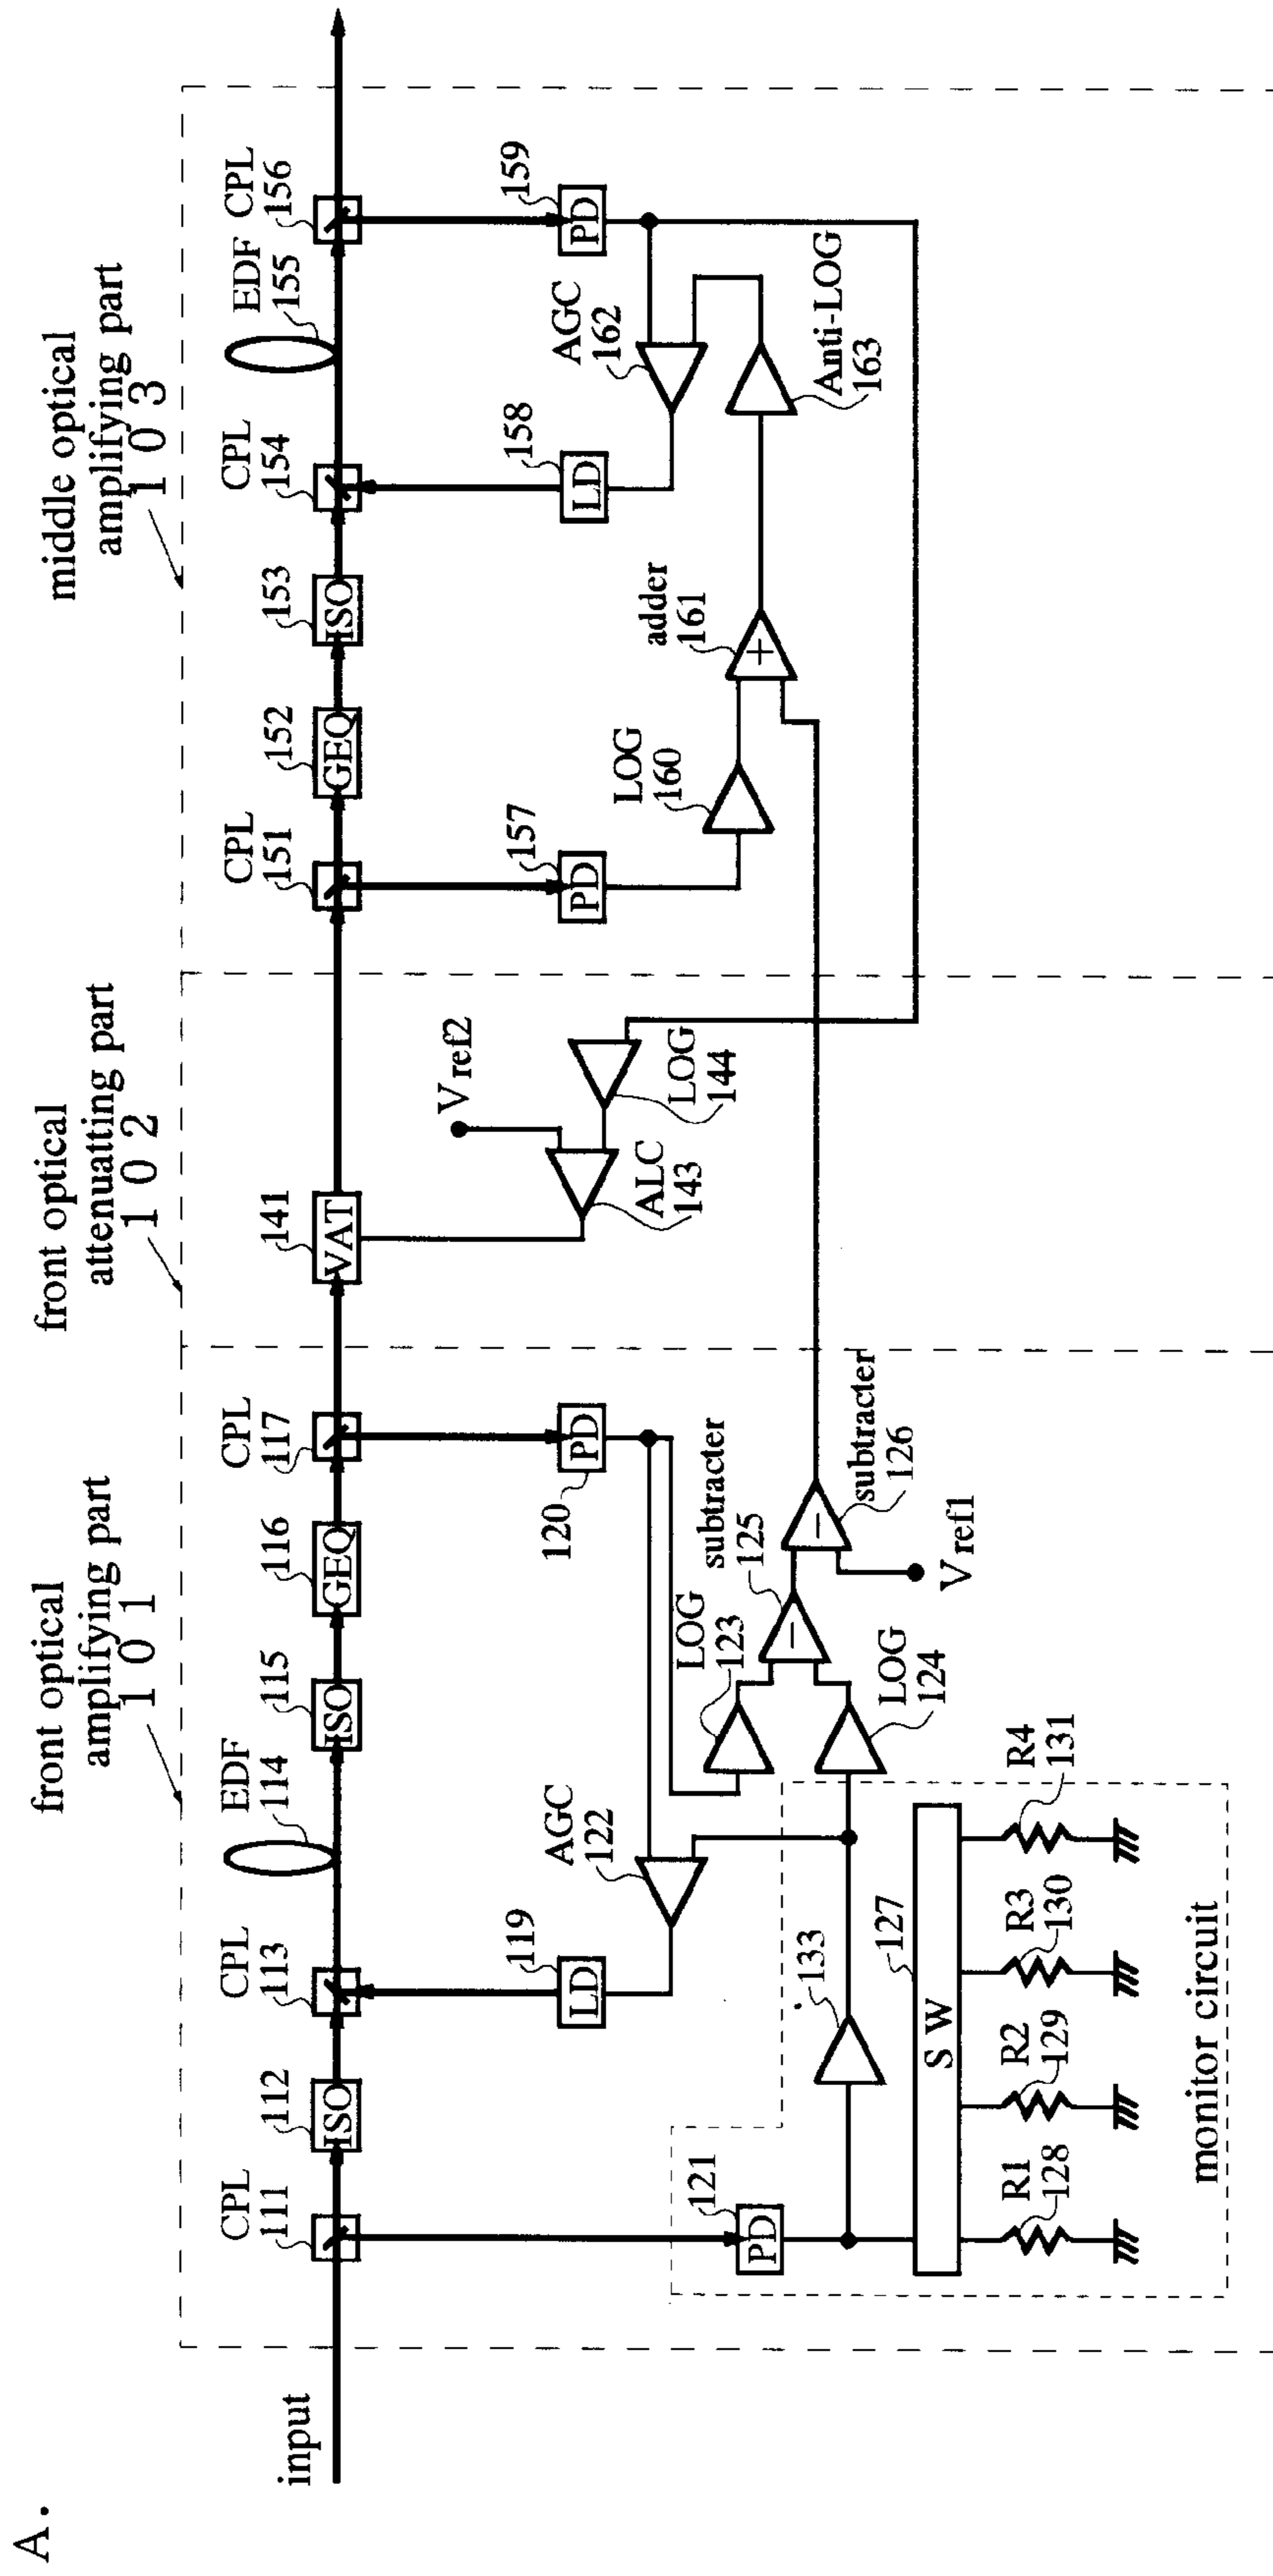 A.
input
front optical
amplifying part
1 0 1
front optical
attenuatting part
1 0 2
middle optical
amplifying part
1 0 3
CPL
111
ISO
112
CPL
113
EDF
114
ISO
115
GEQ
116
CPL
117
VAT
141
CPL
151
GEQ
152
ISO
153
CPL
154
EDF
155
CPL
156
LD
119
PD
120
PD
121
AGC
122
LOG
123
LOG
124
subtracter
125
subtracter
126
Vref1
133
127
S W
R1
128
R2
129
R3
130
R4
131
monitor circuit
Vref2
ALC
143
LOG
144
PD
157
LD
158
PD
159
LOG
160
adder
161
AGC
162
Anti-LOG
163